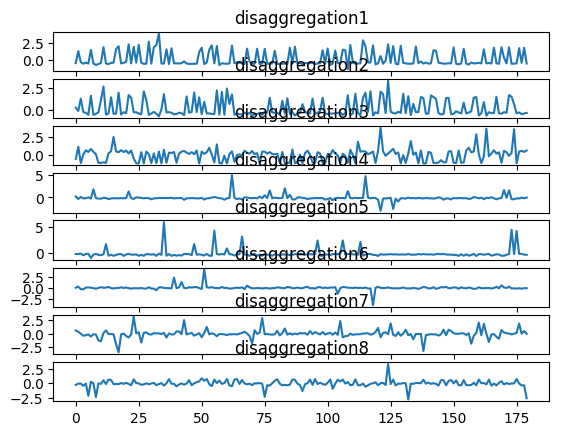 disaggregation1
2.5
0.0
disaggregation2
2.5
0.0
disaggregation3
2.5
0.0
disaggregation4
5
0
disaggregation5
5
0
disaggregation6
2.5
0.0
−2.5
disaggregation7
2.5
0.0
−2.5
disaggregation8
2.5
0.0
−2.5
0 25 50 75 100 125 150 175